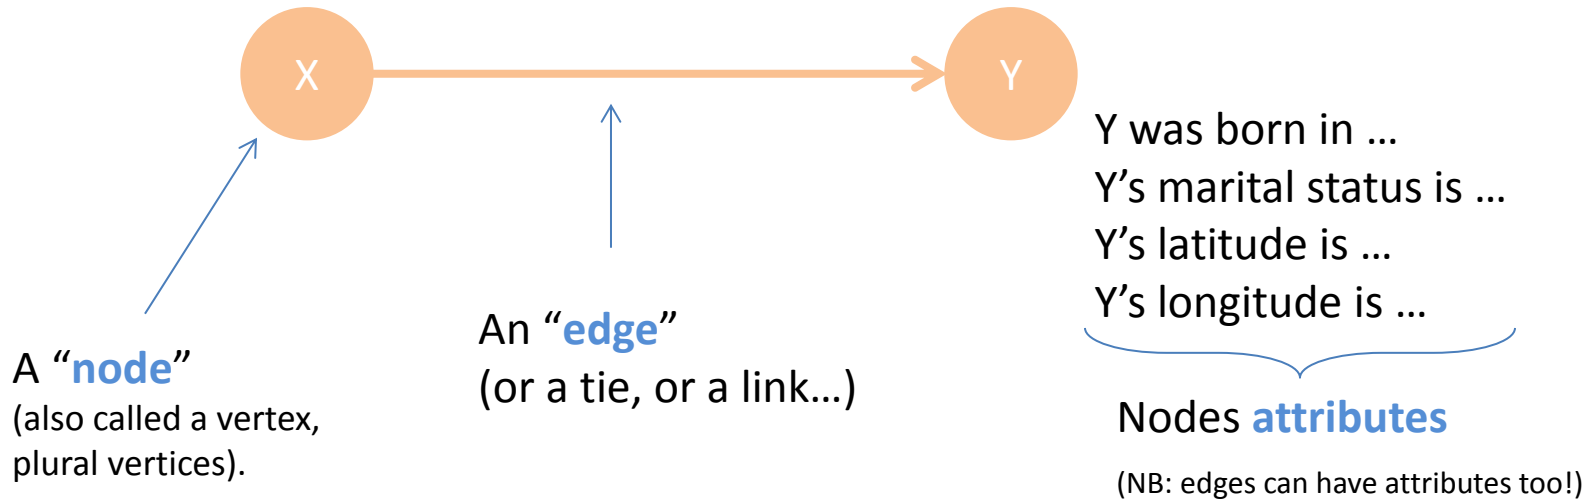 X
Y
Y was born in …
Y’s marital status is …
Y’s latitude is …
Y’s longitude is …
A “node”
(also called a vertex,
plural vertices).
An “edge”
(or a tie, or a link…)
Nodes attributes
(NB: edges can have attributes too!)